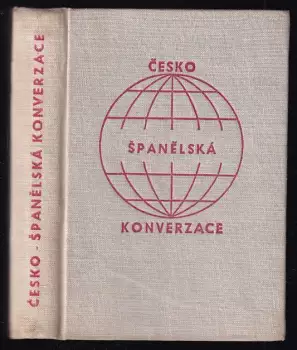 ČESKO - ŠPANĚLSKÁ KONVERZACE
ČESKO
ŠPANĚLSKÁ
KONVERZACE